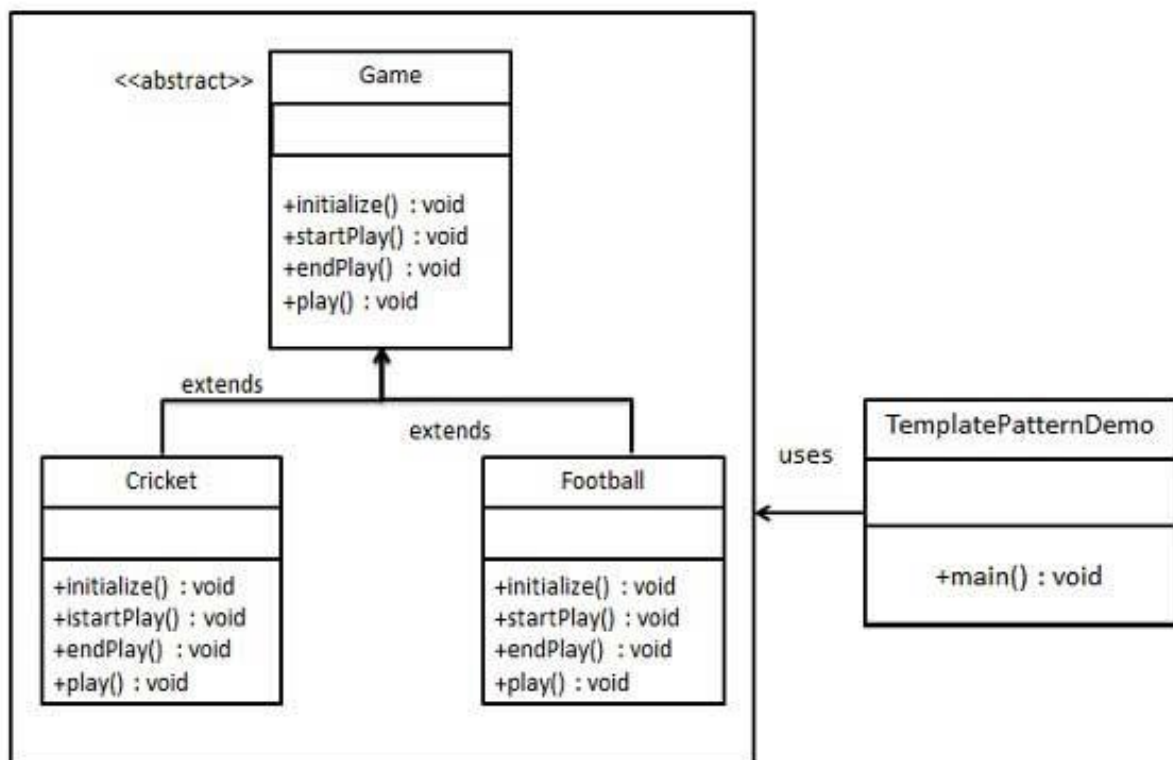 <<abstract>>
Game
+initialize() : void
+startPlay() : void
+endPlay() : void
+play() : void
extends
extends
Cricket
+initialize() : void
+istartPlay() : void
+endPlay() : void
+play() : void
Football
+initialize() : void
+startPlay() : void
+endPlay() : void
+play() : void
uses
TemplatePatternDemo
+main() : void